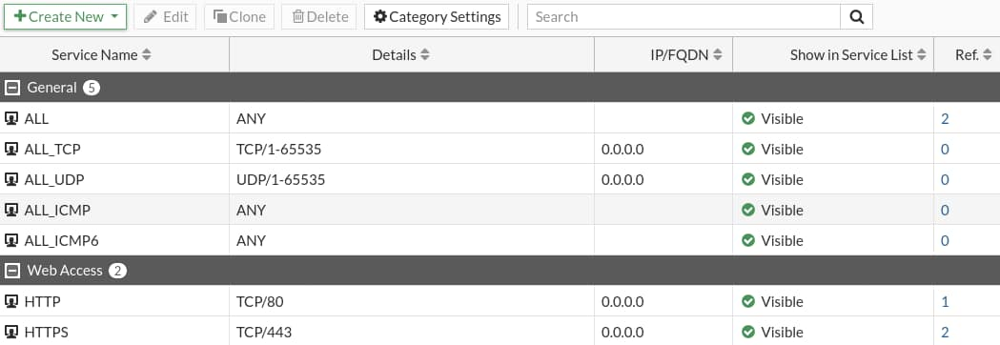 Create New Edit Clone Delete Category Settings Search
Service Name Details IP/FQDN Show in Service List Ref.
General 5
ALL ANY Visible 2
ALL_TCP TCP/1-65535 0.0.0.0 Visible 0
ALL_UDP UDP/1-65535 0.0.0.0 Visible 0
ALL_ICMP ANY Visible 0
ALL_ICMP6 ANY Visible 0
Web Access 2
HTTP TCP/80 0.0.0.0 Visible 1
HTTPS TCP/443 0.0.0.0 Visible 2